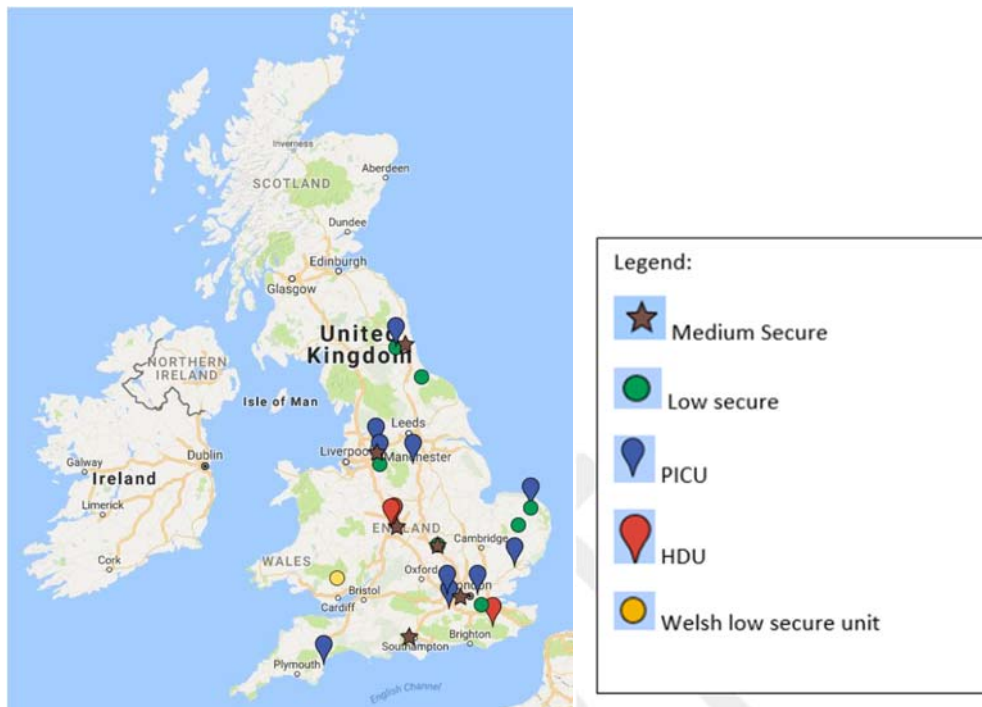 Inverness
Aberdeen
SCOTLAND
Dundee
Edinburgh
Glasgow
United
Kingdom
NORTHERN
IRELAND
Isle of Man
Leeds
Liverpool
Manchester
Dublin
Galway
Ireland
Limerick
ENGLAND
Cambridge
Cork
WALES
Oxford
London
Bristol
Cardiff
Brighton
Southampton
Plymouth
English Channel
Legend:
Medium Secure
Low secure
PICU
HDU
Welsh low secure unit